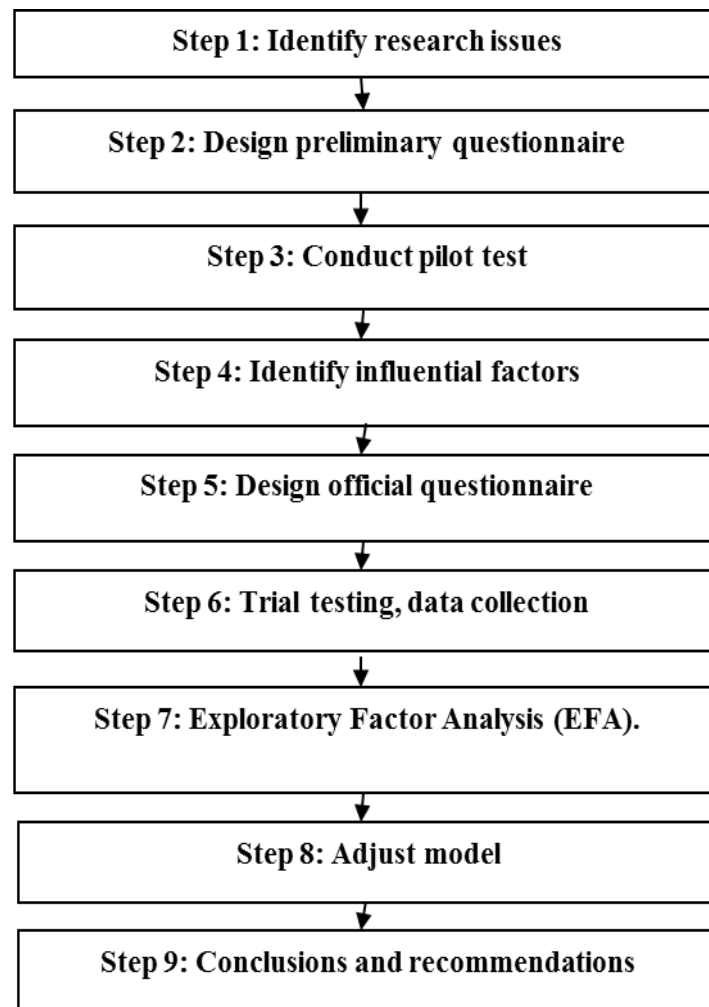 Step 1: Identify research issues
Step 2: Design preliminary questionnaire
Step 3: Conduct pilot test
Step 4: Identify influential factors
Step 5: Design official questionnaire
Step 6: Trial testing, data collection
Step 7: Exploratory Factor Analysis (EFA).
Step 8: Adjust model
Step 9: Conclusions and recommendations